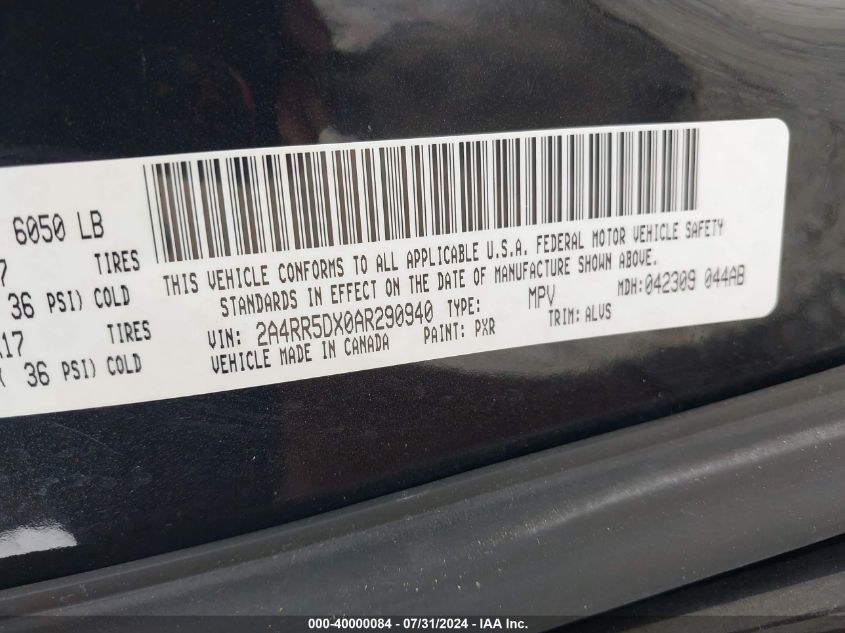 6050 LB
7 TIRES
36 PSI) COLD
17 TIRES
( 36 PSI) COLD
THIS VEHICLE CONFORMS TO ALL APPLICABLE U.S.A. FEDERAL MOTOR VEHICLE SAFETY
STANDARDS IN EFFECT ON THE DATE OF MANUFACTURE SHOWN ABOVE.
VIN: 2A4RR5DX0AR290940 TYPE: MPV MDH:042309 044AB
VEHICLE MADE IN CANADA PAINT: PXR TRIM: ALVS
000-40000084 / 07/31/2024 - IAA Inc.